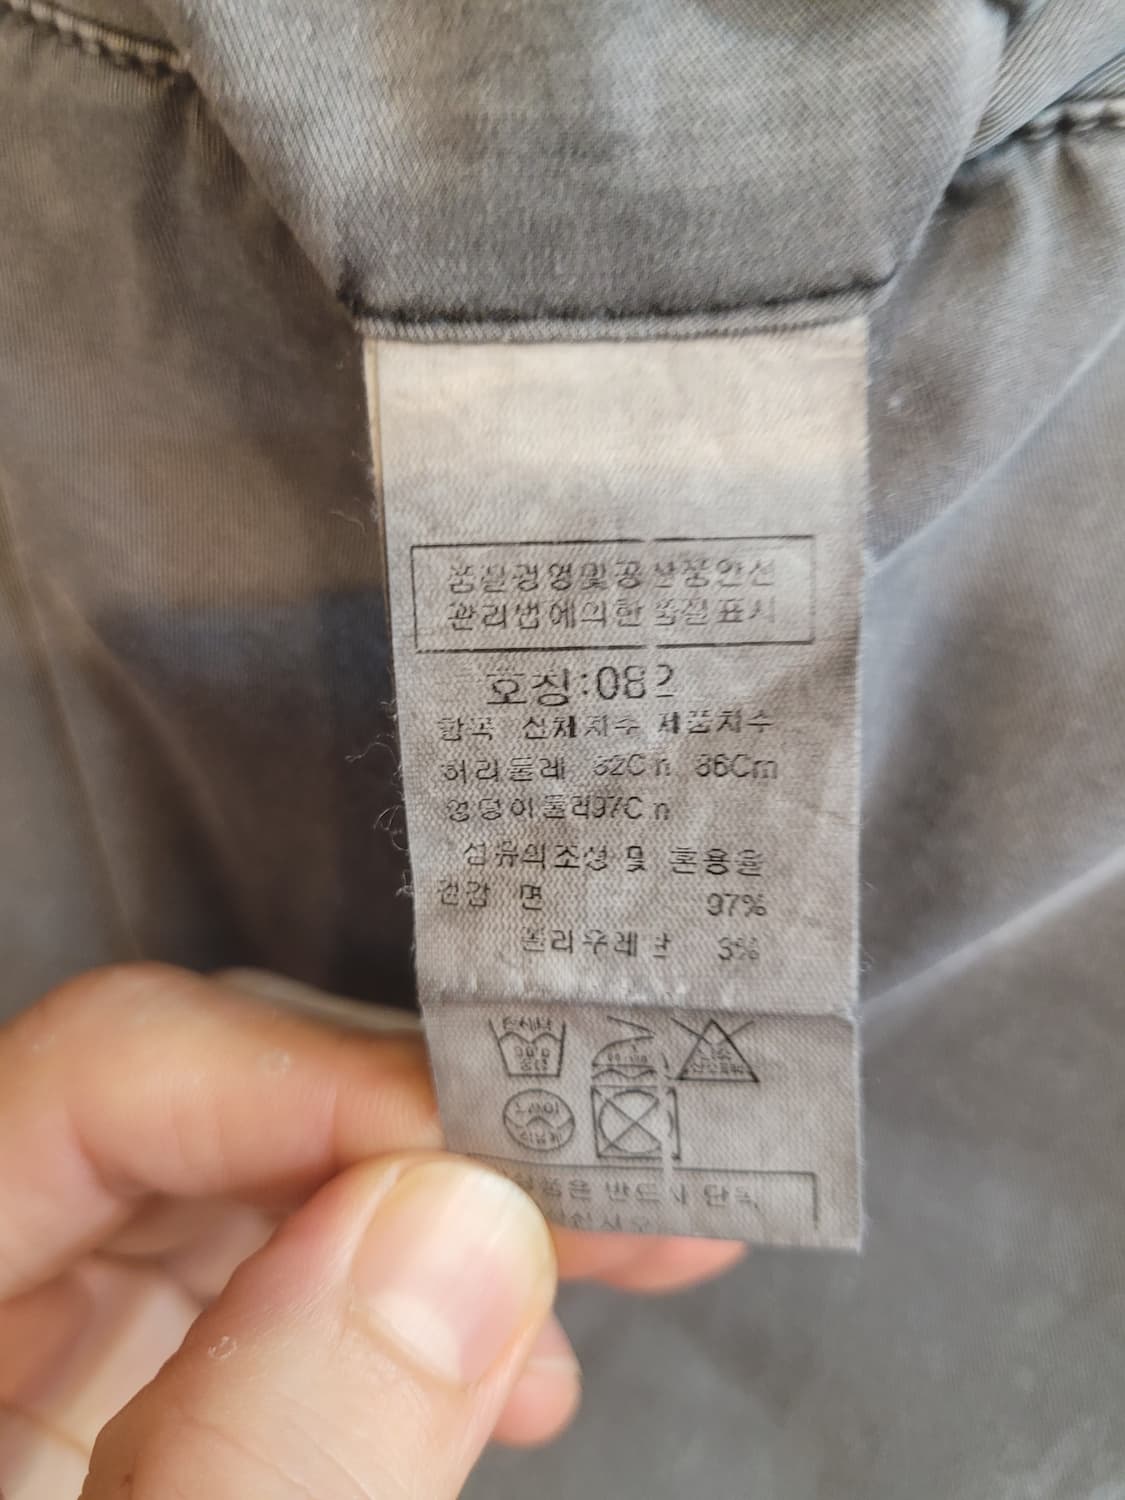 품질경영및공산품안전
관리법에의한 품질표시
호칭:082
항목 신체치수 제품치수
허리둘레 82Cm 86Cm
엉덩이둘레97Cm
섬유의조성 및 혼용율
겉감 면 97%
폴리우레탄 3%